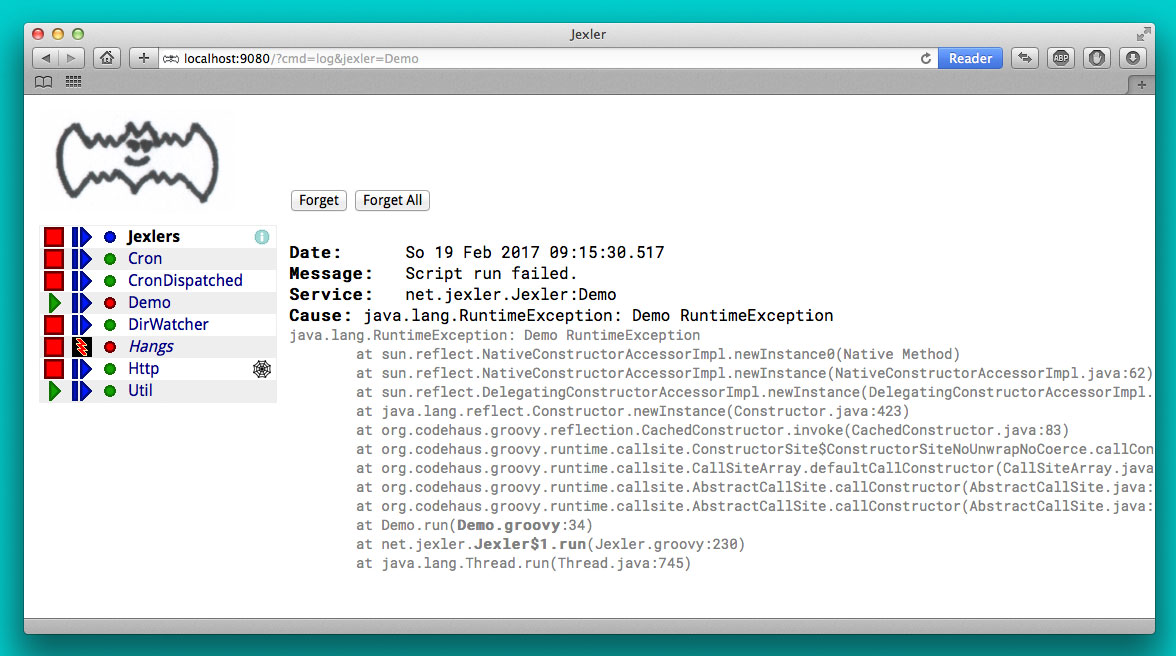 Jexler
localhost:9080/?cmd=log&jexler=Demo
Reader
ABP
Forget
Forget All
Jexlers
Cron
CronDispatched
Demo
DirWatcher
Hangs
Http
Util
Date: So 19 Feb 2017 09:15:30.517
Message: Script run failed.
Service: net.jexler.Jexler:Demo
Cause: java.lang.RuntimeException: Demo RuntimeException
java.lang.RuntimeException: Demo RuntimeException
at sun.reflect.NativeConstructorAccessorImpl.newInstance0(Native Method)
at sun.reflect.NativeConstructorAccessorImpl.newInstance(NativeConstructorAccessorImpl.java:62)
at sun.reflect.DelegatingConstructorAccessorImpl.newInstance(DelegatingConstructorAccessorImpl.
at java.lang.reflect.Constructor.newInstance(Constructor.java:423)
at org.codehaus.groovy.reflection.CachedConstructor.invoke(CachedConstructor.java:83)
at org.codehaus.groovy.runtime.callsite.ConstructorSite$ConstructorSiteNoUnwrapNoCoerce.callCon
at org.codehaus.groovy.runtime.callsite.CallSiteArray.defaultCallConstructor(CallSiteArray.java
at org.codehaus.groovy.runtime.callsite.AbstractCallSite.callConstructor(AbstractCallSite.java:
at org.codehaus.groovy.runtime.callsite.AbstractCallSite.callConstructor(AbstractCallSite.java:
at Demo.run(Demo.groovy:34)
at net.jexler.Jexler$1.run(Jexler.groovy:230)
at java.lang.Thread.run(Thread.java:745)